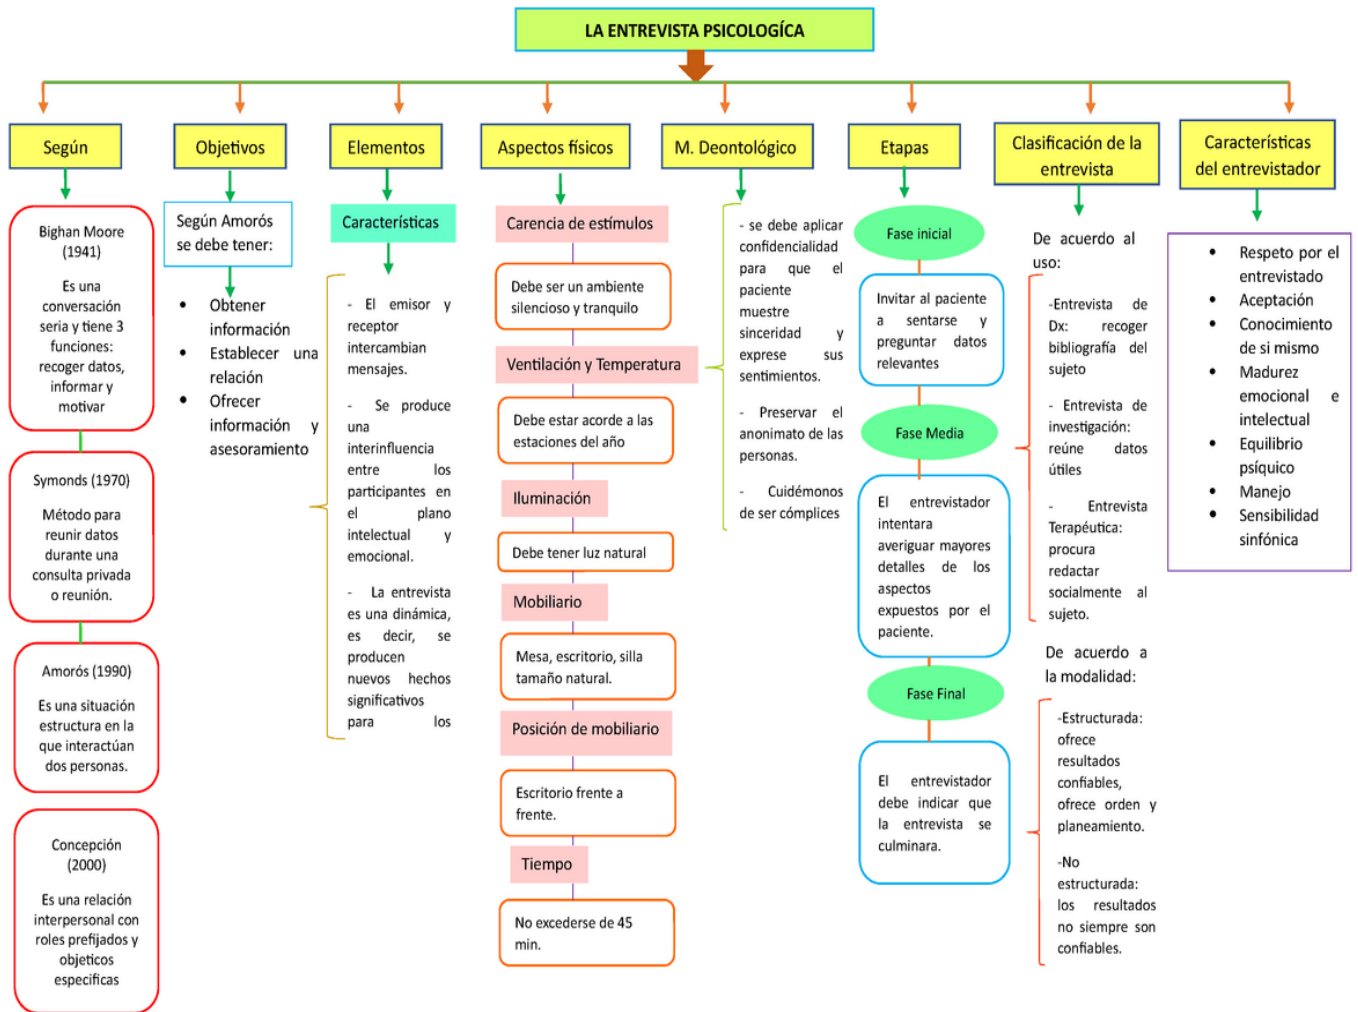 LA ENTREVISTA PSICOLOGÍCA
Según
Bighan Moore
(1941)
Es una
conversación
seria y tiene 3
funciones:
recoger datos,
informar y
motivar
Symonds (1970)
Método para
reunir datos
durante una
consulta privada
o reunión.
Amorós (1990)
Es una situación
estructura en la
que interactúan
dos personas.
Concepción
(2000)
Es una relación
interpersonal con
roles prefijados y
objeticos
especificas
Objetivos
Según Amorós
se debe tener:
• Obtener
información
• Establecer una
relación
• Ofrecer
información y
asesoramiento
Elementos
Características
- El emisor y
receptor
intercambian
mensajes.
- Se produce
una
interinfluencia
entre los
participantes en
el plano
intelectual y
emocional.
- La entrevista
es una dinámica,
es decir, se
producen
nuevos hechos
significativos
para los
Aspectos físicos
Carencia de estímulos
Debe ser un ambiente
silencioso y tranquilo
Ventilación y Temperatura
Debe estar acorde a las
estaciones del año
Iluminación
Debe tener luz natural
Mobiliario
Mesa, escritorio, silla
tamaño natural.
Posición de mobiliario
Escritorio frente a
frente.
Tiempo
No excederse de 45
min.
M. Deontológico
- se debe aplicar
confidencialidad
para que el
paciente
muestre
sinceridad y
exprese sus
sentimientos.
- Preservar el
anonimato de las
personas.
- Cuidémonos
de ser cómplices
Etapas
Fase inicial
Invitar al paciente
a sentarse y
preguntar datos
relevantes
Fase Media
El entrevistador
intentara
averiguar mayores
detalles de los
aspectos
expuestos por el
paciente.
Fase Final
El entrevistador
debe indicar que
la entrevista se
culminara.
Clasificación de la
entrevista
De acuerdo al
uso:
-Entrevista de
Dx: recoger
bibliografía del
sujeto
- Entrevista de
investigación:
reúne datos
útiles
- Entrevista
Terapéutica:
procura
redactar
socialmente al
sujeto.
De acuerdo a
la modalidad:
-Estructurada:
ofrece
resultados
confiables,
ofrece orden y
planeamiento.
-No
estructurada:
los resultados
no siempre son
confiables.
Características
del entrevistador
• Respeto por el
entrevistado
• Aceptación
• Conocimiento
de si mismo
• Madurez
emocional e
intelectual
• Equilibrio
psíquico
• Manejo
• Sensibilidad
sinfónica